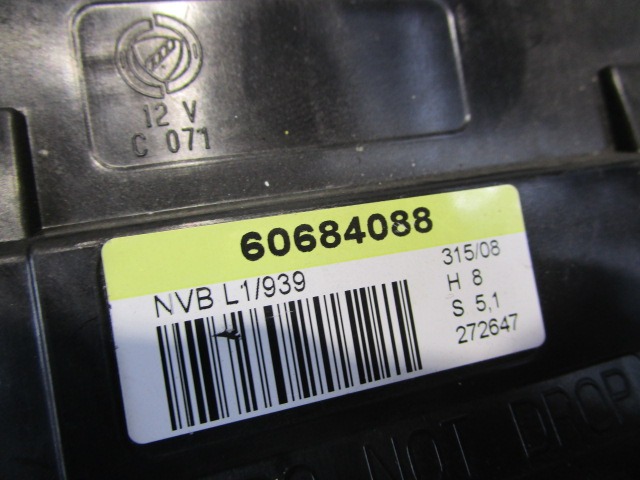 12 V
C 071
60684088
NVB L1/939
315/08
H 8
S 5,1
272647
NOT DROP